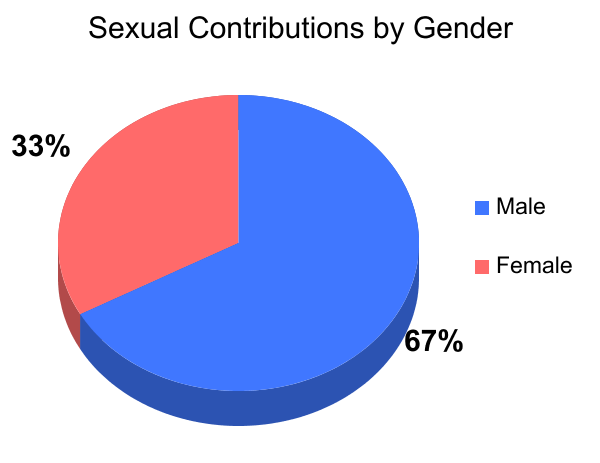 Sexual Contributions by Gender
33%
Male
Female
67%